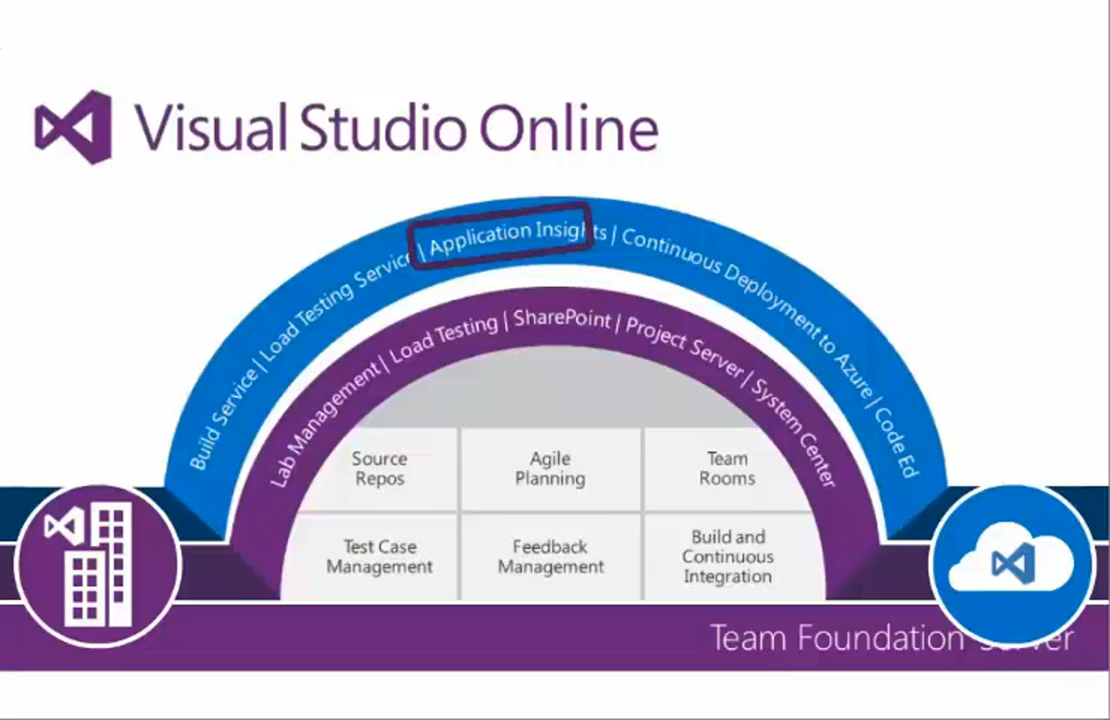 Visual Studio Online
Build Service | Load Testing Service | Application Insights | Continuous Deployment to Azure | Code Ed
Lab Management | Load Testing | SharePoint | Project Server | System Center
Source
Repos
Agile
Planning
Team
Rooms
Test Case
Management
Feedback
Management
Build and
Continuous
Integration
Team Foundation Server